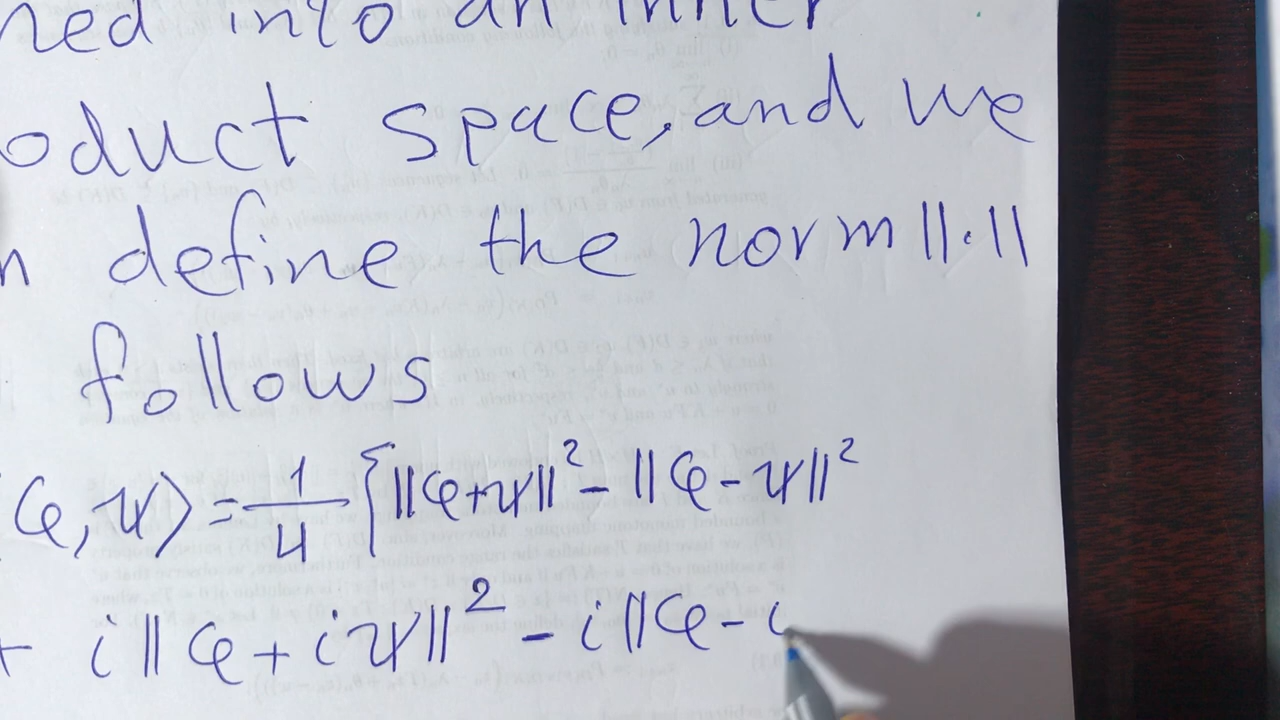 ned into an inner
oduct space, and we
n define the norm ||.||
follows
φ, ψ⟩ = 1/4 {||φ+ψ||² - ||φ-ψ||²
+ i||φ+iψ||² - i||φ-i